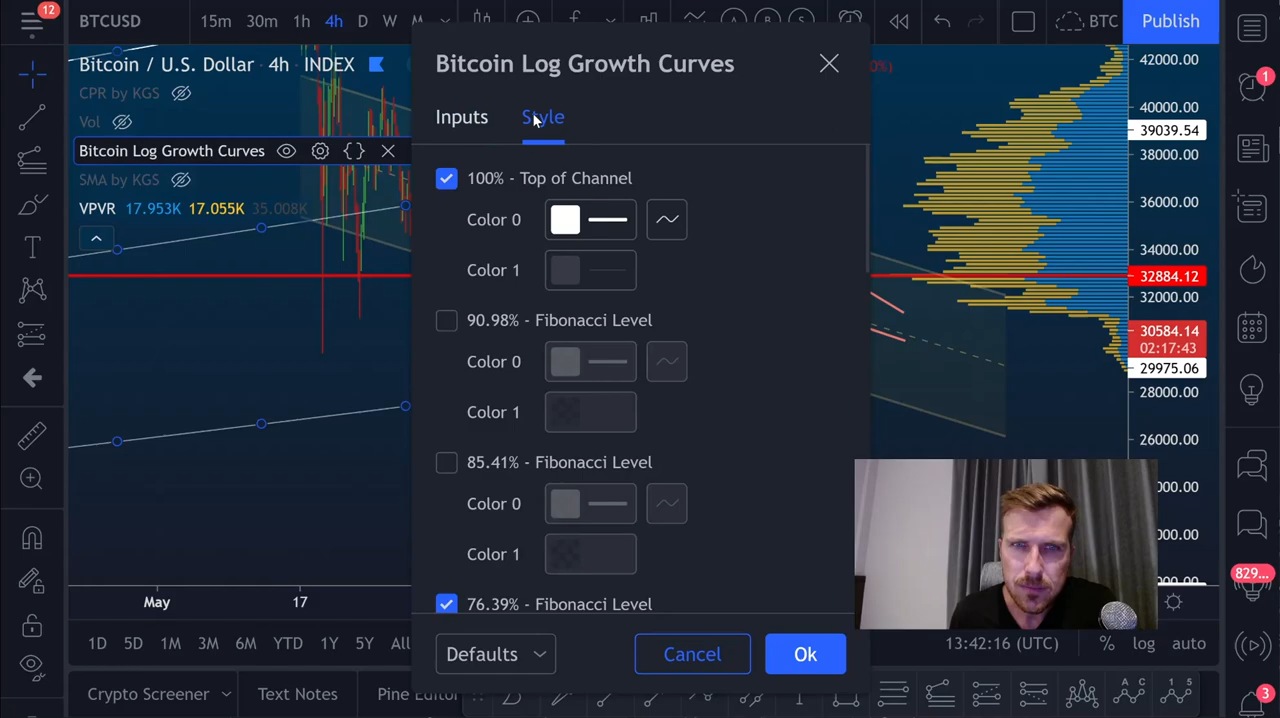 12
BTCUSD 15m 30m 1h 4h D W M BTC Publish
Bitcoin / U.S. Dollar · 4h · INDEX
CPR by KGS
Vol
Bitcoin Log Growth Curves
SMA by KGS
VPVR 17.953K 17.055K 35.008K
Bitcoin Log Growth Curves
Inputs Style
100% - Top of Channel
Color 0
Color 1
90.98% - Fibonacci Level
Color 0
Color 1
85.41% - Fibonacci Level
Color 0
Color 1
76.39% - Fibonacci Level
Defaults Cancel Ok
42000.00
40000.00
39039.54
38000.00
36000.00
34000.00
32884.12
32000.00
30584.14
02:17:43
29975.06
28000.00
26000.00
May 17
1D 5D 1M 3M 6M YTD 1Y 5Y All
13:42:16 (UTC) % log auto
Crypto Screener Text Notes Pine Editor
1
829...
3